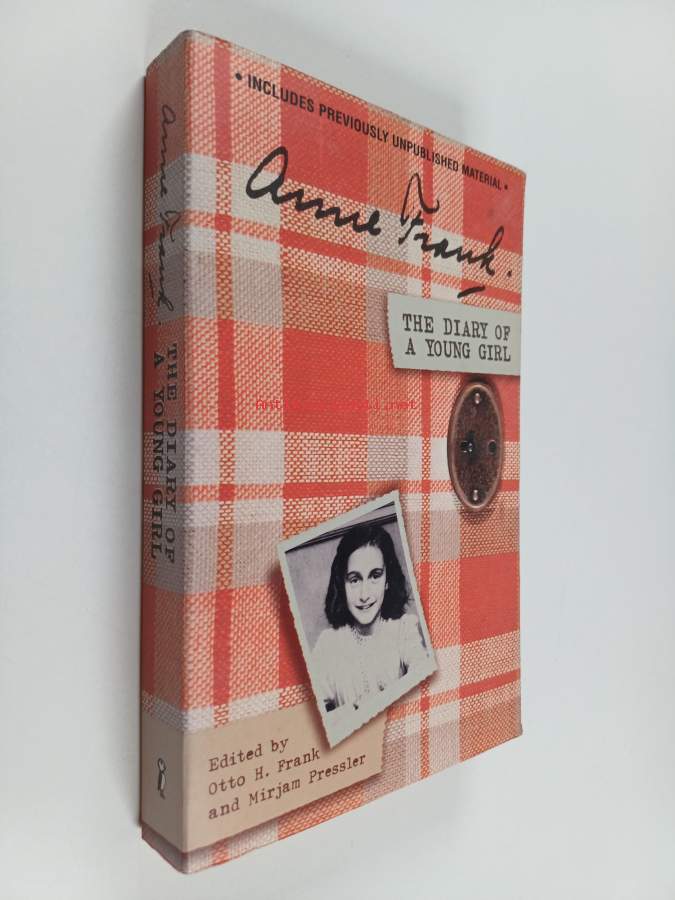 • INCLUDES PREVIOUSLY UNPUBLISHED MATERIAL •
Anne Frank.
THE DIARY OF
A YOUNG GIRL
Edited by
Otto H. Frank
and Mirjam Pressler
Anne Frank.
THE DIARY OF
A YOUNG GIRL